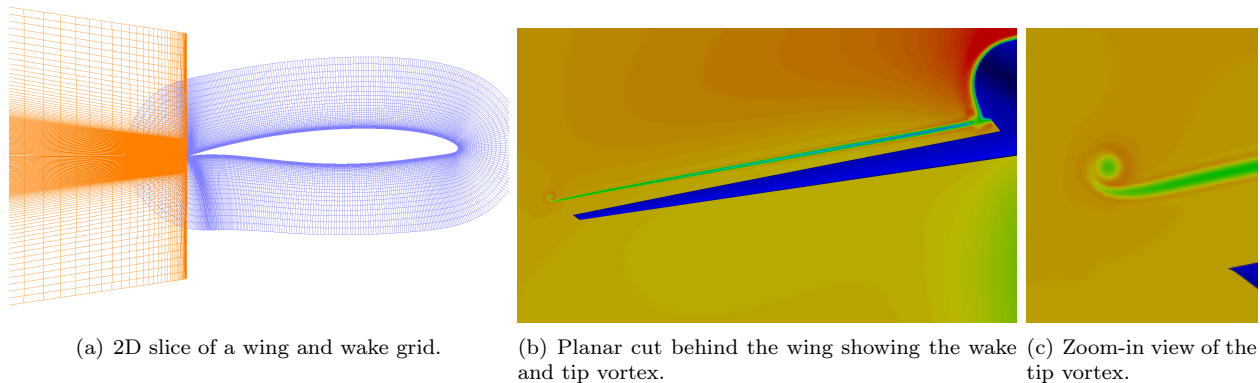 (a) 2D slice of a wing and wake grid.
(b) Planar cut behind the wing showing the wake
and tip vortex.
(c) Zoom-in view of the
tip vortex.